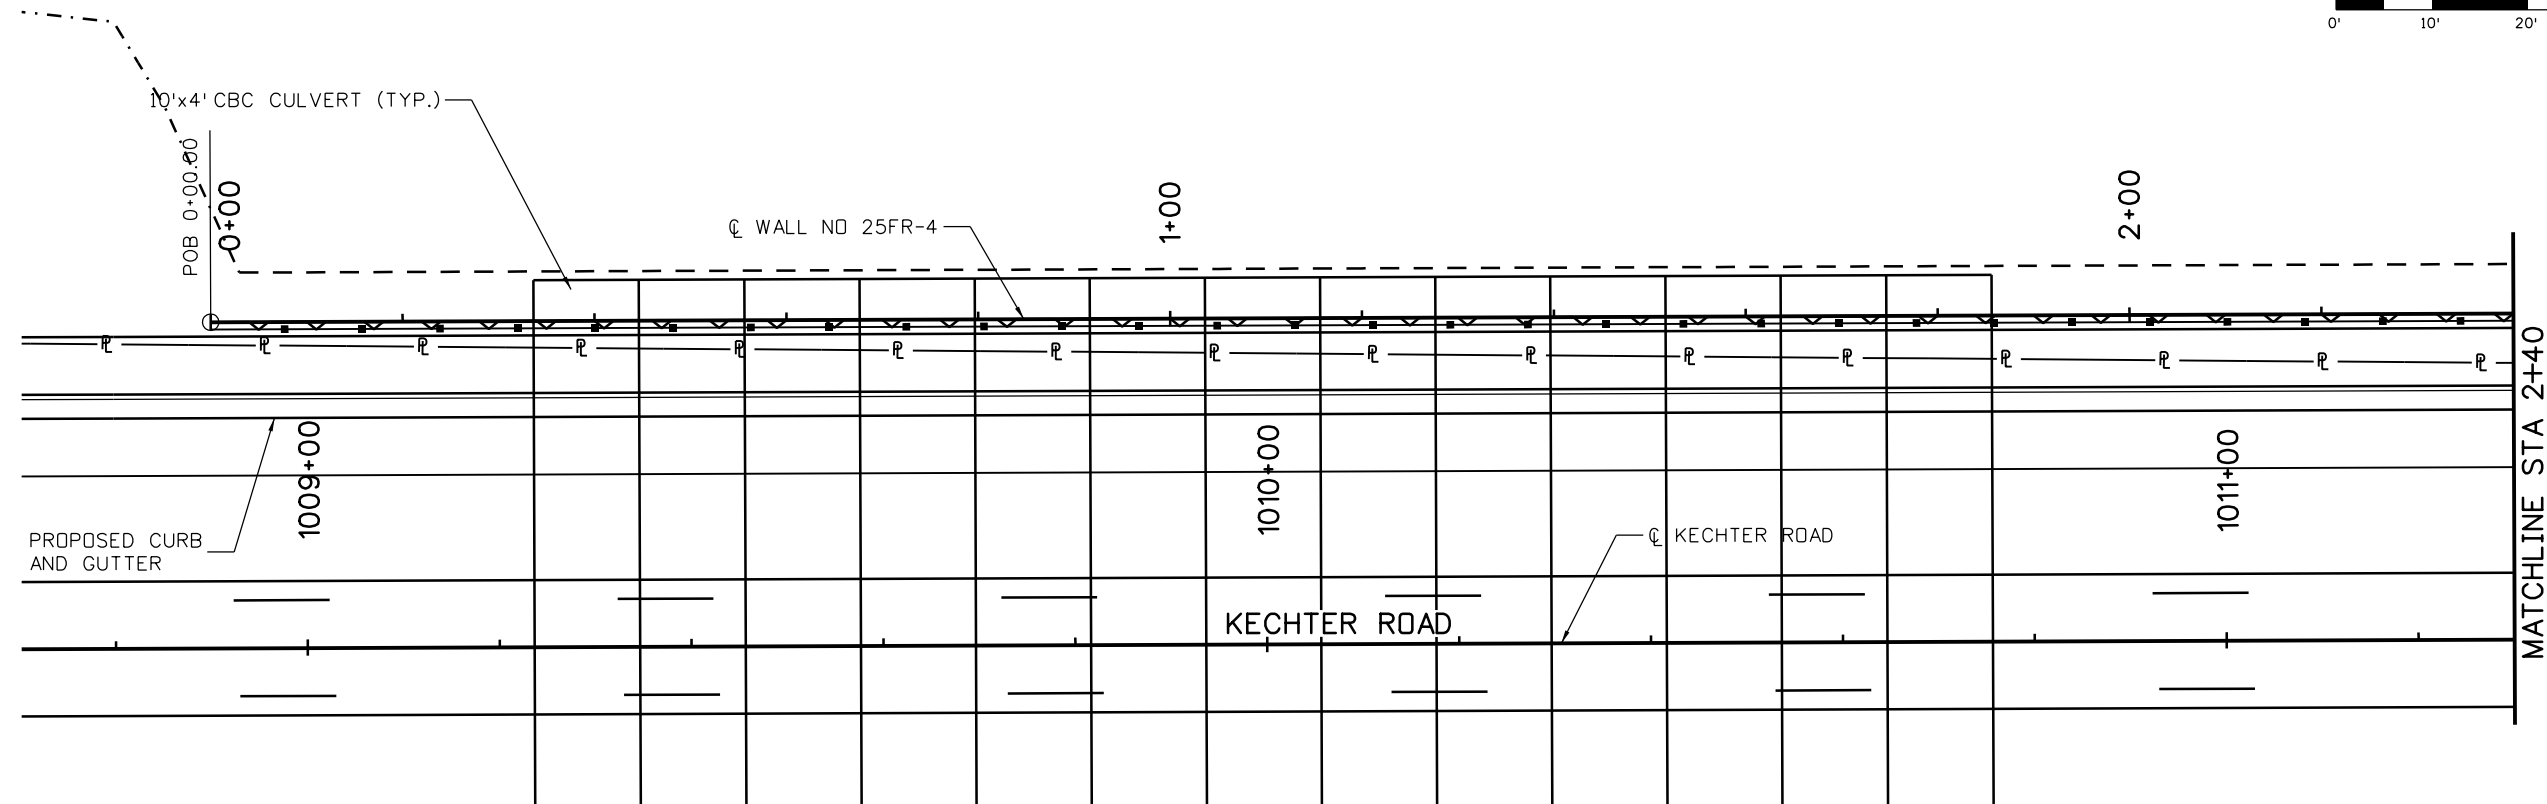 0' 10' 20'
10'x4' CBC CULVERT (TYP.)
POB 0+00.00
0+00
1+00
2+00
℄ WALL NO 25FR-4
PROPOSED CURB
AND GUTTER
1009+00
1010+00
1011+00
℄ KECHTER ROAD
KECHTER ROAD
MATCHLINE STA 2+40
⅊ ⅊ ⅊ ⅊ ⅊ ⅊ ⅊ ⅊ ⅊ ⅊ ⅊ ⅊ ⅊ ⅊ ⅊ ⅊